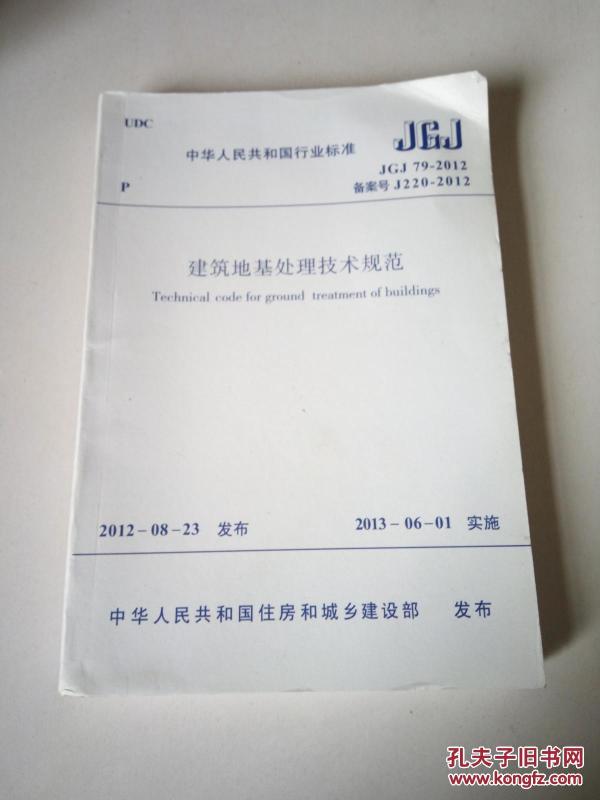 UDC
JGJ
中华人民共和国行业标准
JGJ 79-2012
P
备案号 J220-2012
建筑地基处理技术规范
Technical code for ground treatment of buildings
2012-08-23 发布
2013-06-01 实施
中华人民共和国住房和城乡建设部 发布
孔夫子旧书网
www.kongfz.com